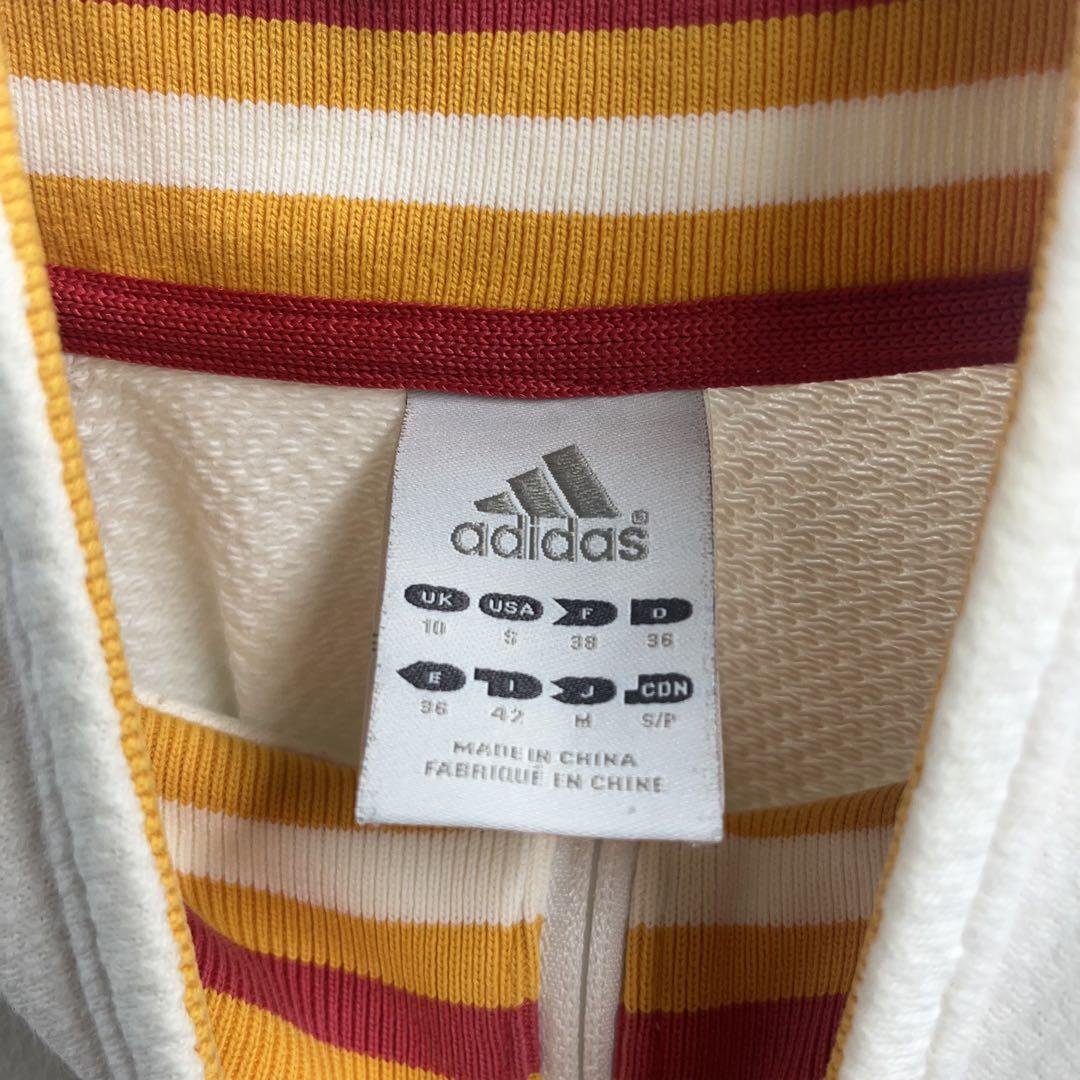 adidas
UK USA F D
10 S 38 36
E I J CDN
36 42 M S/P
MADE IN CHINA
FABRIQUÉ EN CHINE